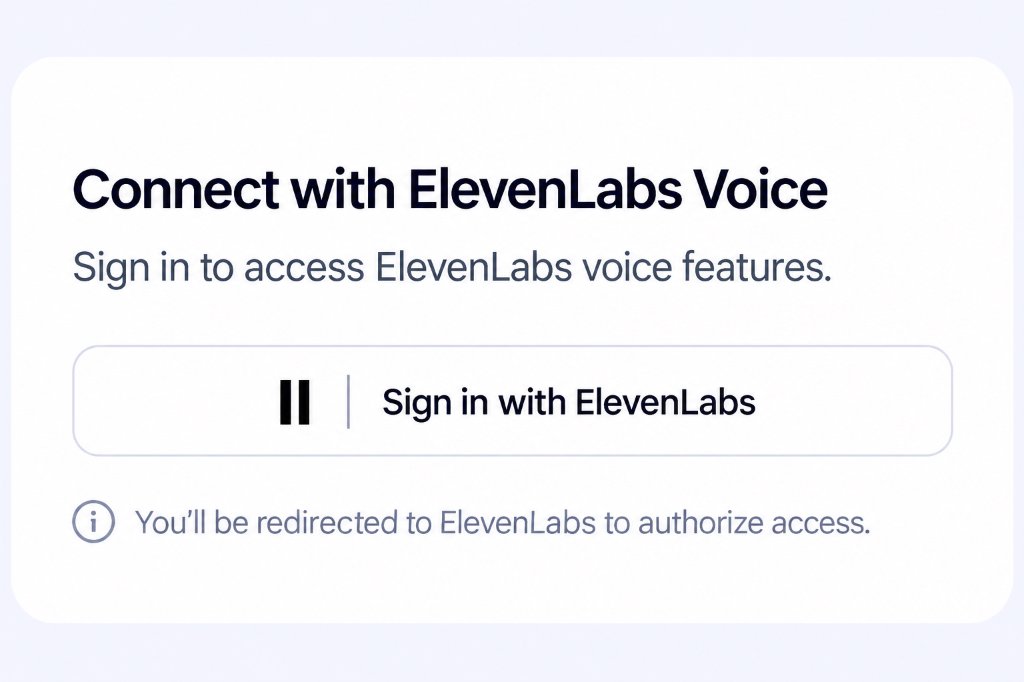 Connect with ElevenLabs Voice
Sign in to access ElevenLabs voice features.
Sign in with ElevenLabs
You’ll be redirected to ElevenLabs to authorize access.